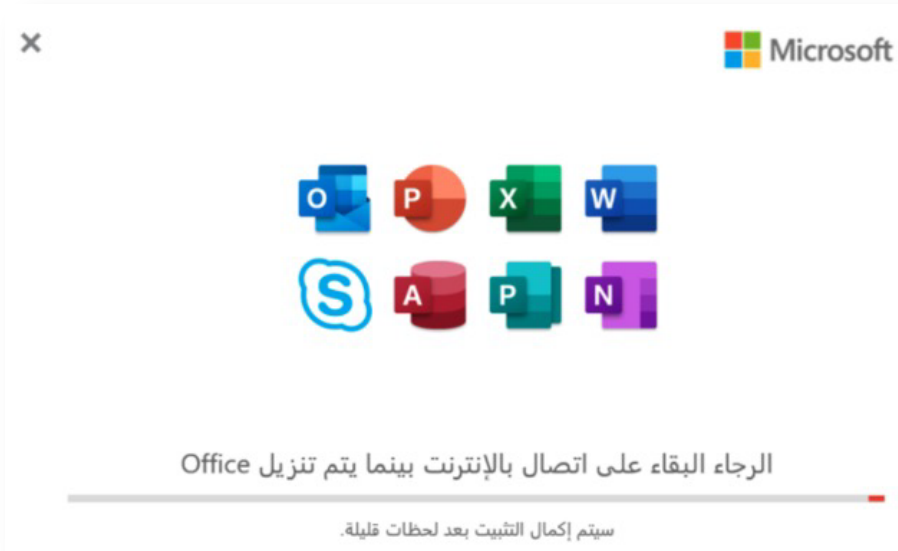 Microsoft
O P X W
S A P N
الرجاء البقاء على اتصال بالإنترنت بينما يتم تنزيل Office
سيتم إكمال التثبيت بعد لحظات قليلة.